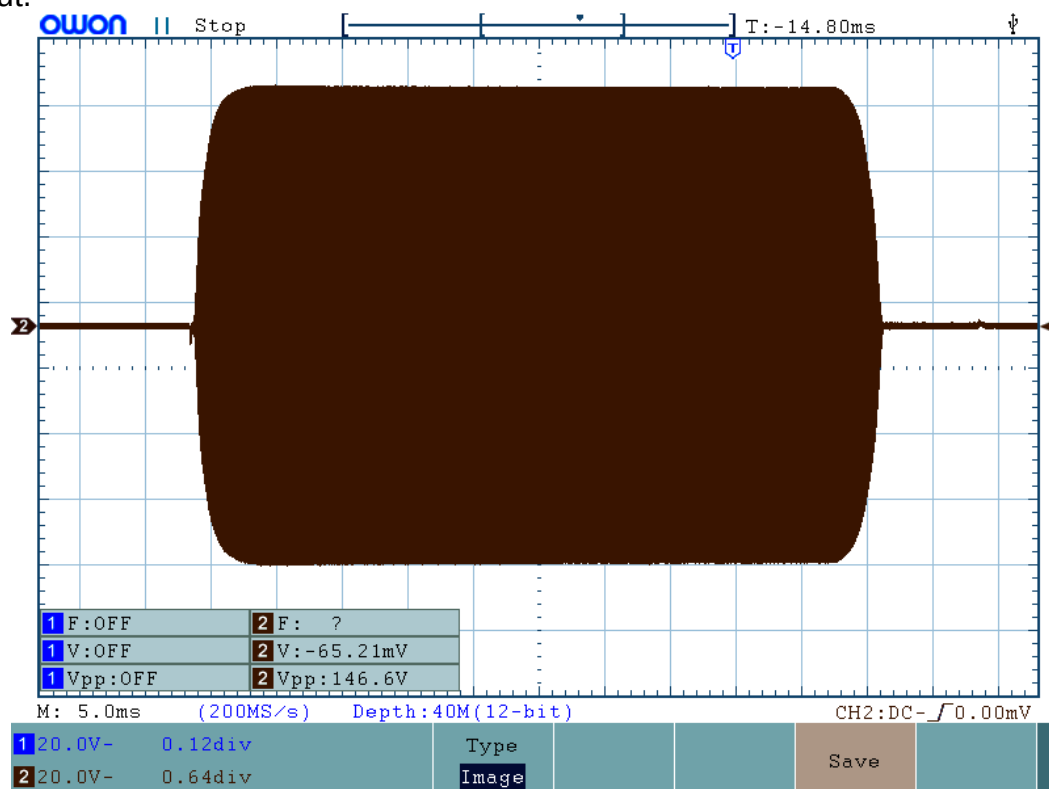 ut.
OWON || Stop T:-14.80ms
T
2
1 F:OFF 2 F: ?
1 V:OFF 2 V:-65.21mV
1 Vpp:OFF 2 Vpp:146.6V
M: 5.0ms (200MS/s) Depth:40M(12-bit) CH2:DC-0.00mV
1 20.0V- 0.12div Type Save
2 20.0V- 0.64div Image